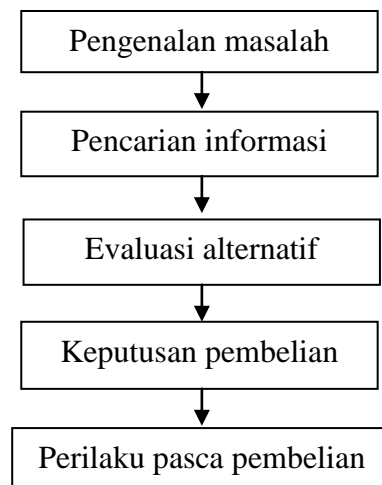 Pengenalan masalah
Pencarian informasi
Evaluasi alternatif
Keputusan pembelian
Perilaku pasca pembelian